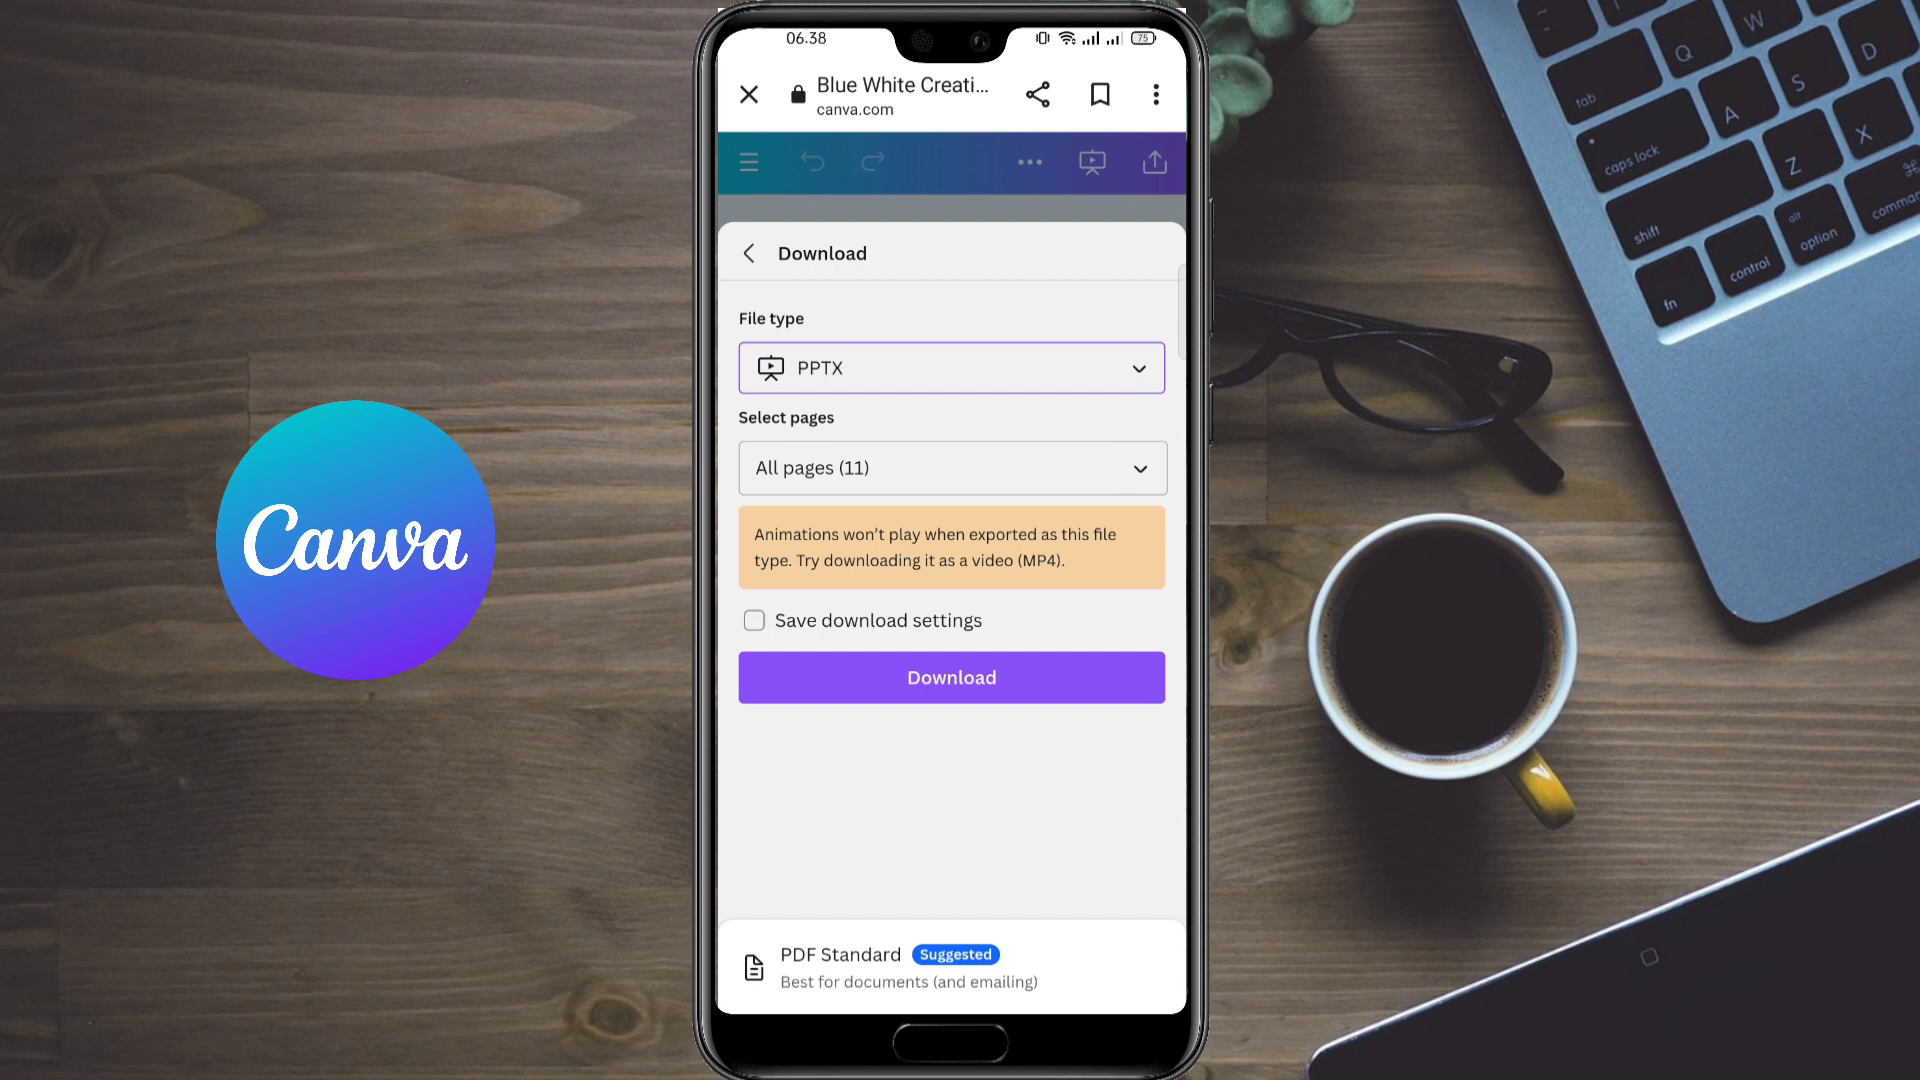 06.38
75
Blue White Creati...
canva.com
Download
File type
PPTX
Select pages
All pages (11)
Animations won't play when exported as this file
type. Try downloading it as a video (MP4).
Save download settings
Download
PDF Standard
Suggested
Best for documents (and emailing)
Canva
Q
W
tab
A
S
D
caps lock
Z
X
shift
alt
option
control
fn
⌘